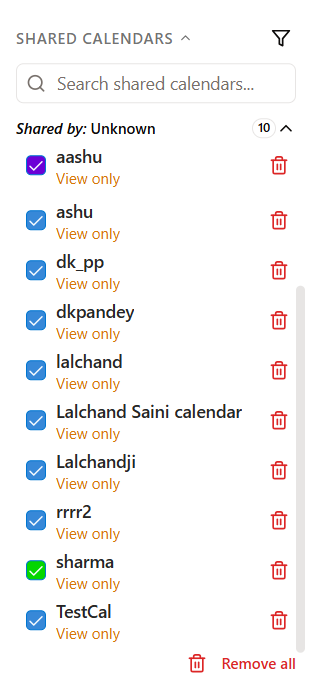 SHARED CALENDARS
Search shared calendars...
Shared by: Unknown 10
aashu
View only
ashu
View only
dk_pp
View only
dkpandey
View only
lalchand
View only
Lalchand Saini calendar
View only
Lalchandji
View only
rrrr2
View only
sharma
View only
TestCal
View only
Remove all